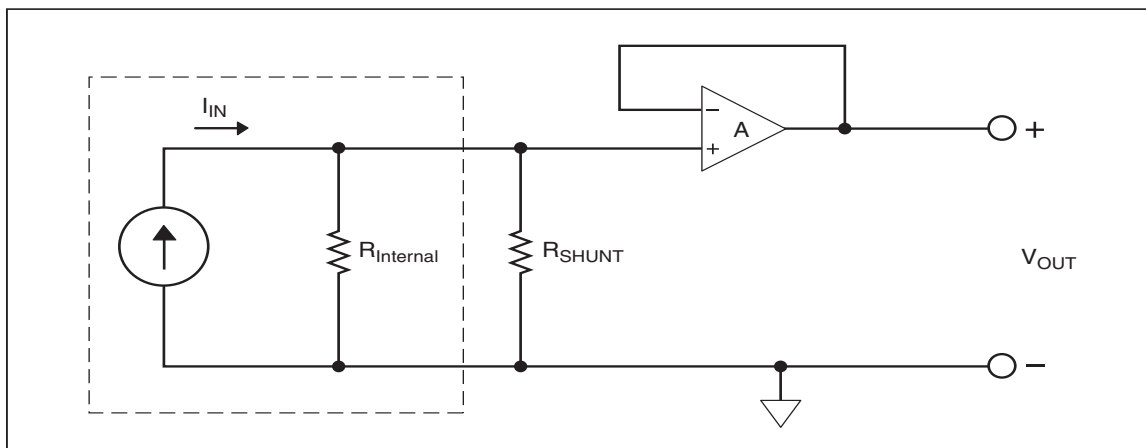 I_IN
−
A
+
+
R_Internal
R_SHUNT
V_OUT
−